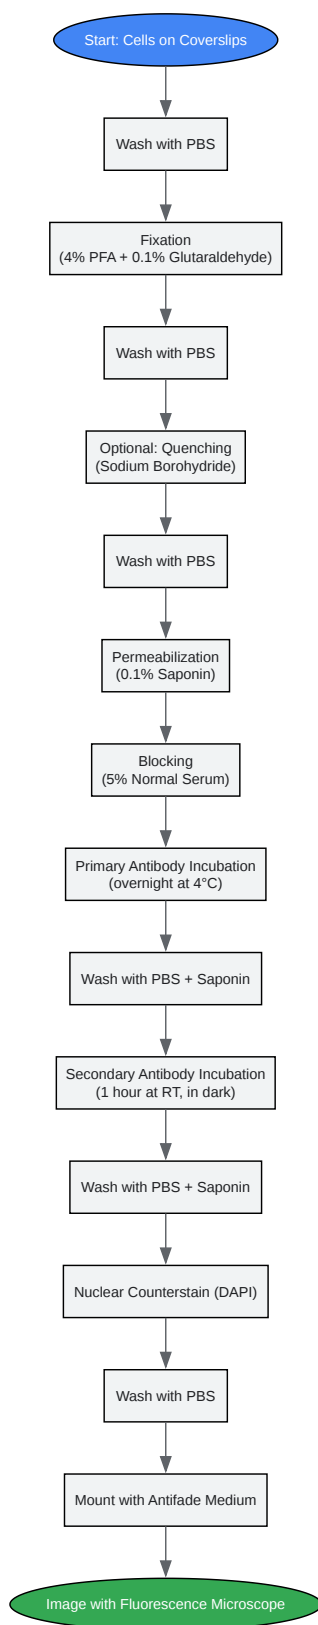 Start: Cells on Coverslips
Wash with PBS
Fixation
(4% PFA + 0.1% Glutaraldehyde)
Wash with PBS
Optional: Quenching
(Sodium Borohydride)
Wash with PBS
Permeabilization
(0.1% Saponin)
Blocking
(5% Normal Serum)
Primary Antibody Incubation
(overnight at 4°C)
Wash with PBS + Saponin
Secondary Antibody Incubation
(1 hour at RT, in dark)
Wash with PBS + Saponin
Nuclear Counterstain (DAPI)
Wash with PBS
Mount with Antifade Medium
Image with Fluorescence Microscope